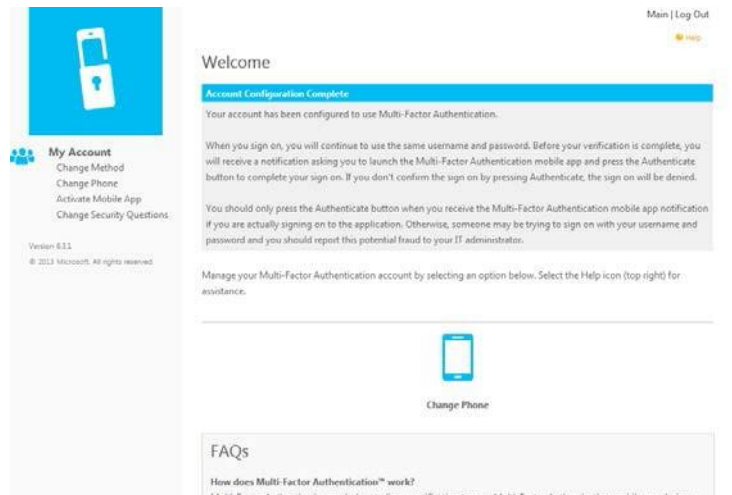 Main | Log Out
Help
Welcome
Account Configuration Complete
Your account has been configured to use Multi-Factor Authentication.
When you sign on, you will continue to use the same username and password. Before your verification is complete, you
will receive a notification asking you to launch the Multi-Factor Authentication mobile app and press the Authenticate
button to complete your sign on. If you don't confirm the sign on by pressing Authenticate, the sign on will be denied.
You should only press the Authenticate button when you receive the Multi-Factor Authentication mobile app notification
if you are actually signing on to the application. Otherwise, someone may be trying to sign on with your username and
password and you should report this potential fraud to your IT administrator.
My Account
Change Method
Change Phone
Activate Mobile App
Change Security Questions
Version 6.3.1
© 2013 Microsoft. All rights reserved.
Manage your Multi-Factor Authentication account by selecting an option below. Select the Help icon (top right) for
assistance.
Change Phone
FAQs
How does Multi-Factor Authentication™ work?